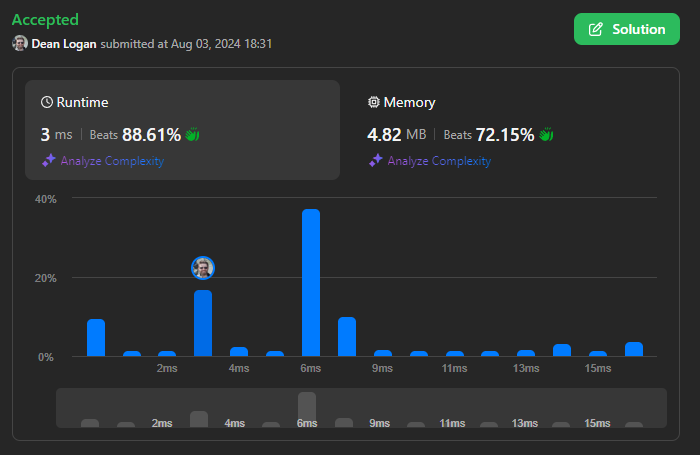 Accepted
Dean Logan submitted at Aug 03, 2024 18:31
Solution
Runtime
3 ms Beats 88.61%
Analyze Complexity
Memory
4.82 MB Beats 72.15%
Analyze Complexity
40%
20%
0%
2ms 4ms 6ms 9ms 11ms 13ms 15ms
2ms 4ms 6ms 9ms 11ms 13ms 15ms